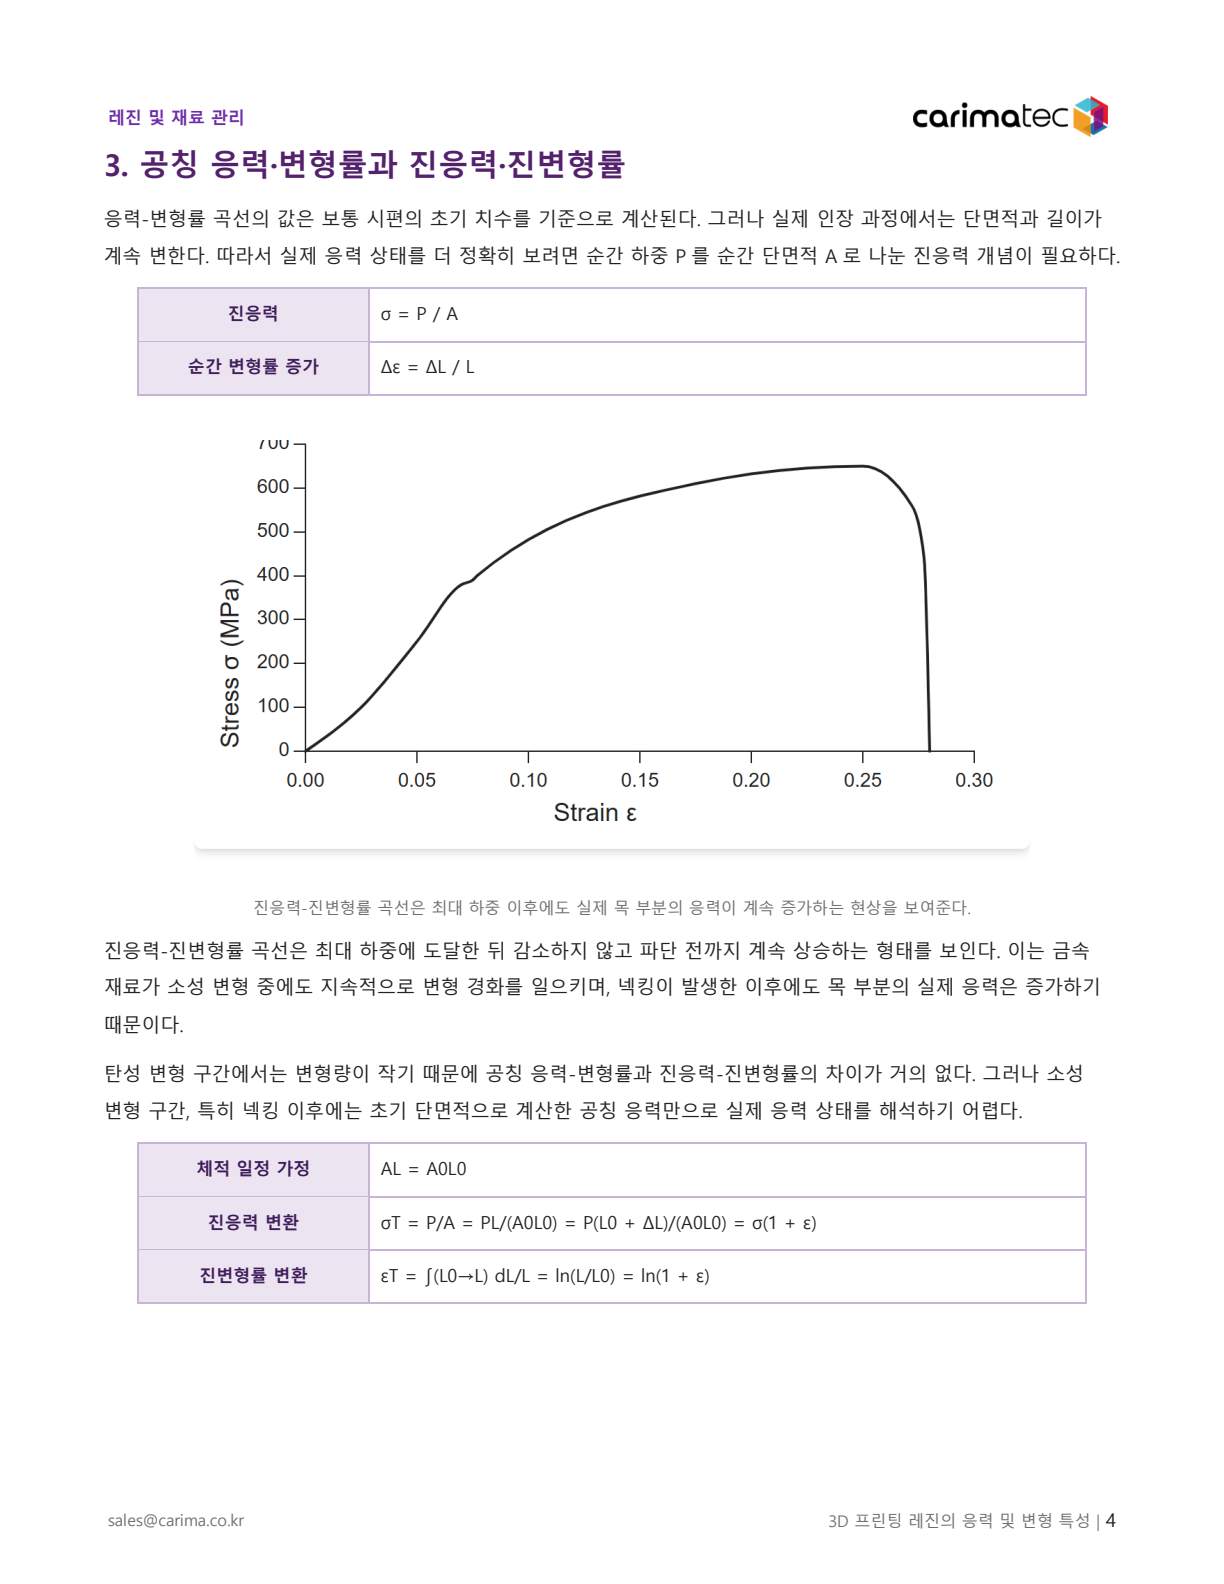 레진 및 재료 관리
carimatec
3. 공칭 응력·변형률과 진응력·진변형률
응력-변형률 곡선의 값은 보통 시편의 초기 치수를 기준으로 계산된다. 그러나 실제 인장 과정에서는 단면적과 길이가
계속 변한다. 따라서 실제 응력 상태를 더 정확히 보려면 순간 하중 P 를 순간 단면적 A 로 나눈 진응력 개념이 필요하다.
진응력 σ = P / A
순간 변형률 증가 Δε = ΔL / L
700
600
500
400
300
200
100
0
Stress σ (MPa)
0.00 0.05 0.10 0.15 0.20 0.25 0.30
Strain ε
진응력-진변형률 곡선은 최대 하중 이후에도 실제 목 부분의 응력이 계속 증가하는 현상을 보여준다.
진응력-진변형률 곡선은 최대 하중에 도달한 뒤 감소하지 않고 파단 전까지 계속 상승하는 형태를 보인다. 이는 금속
재료가 소성 변형 중에도 지속적으로 변형 경화를 일으키며, 넥킹이 발생한 이후에도 목 부분의 실제 응력은 증가하기
때문이다.
탄성 변형 구간에서는 변형량이 작기 때문에 공칭 응력-변형률과 진응력-진변형률의 차이가 거의 없다. 그러나 소성
변형 구간, 특히 넥킹 이후에는 초기 단면적으로 계산한 공칭 응력만으로 실제 응력 상태를 해석하기 어렵다.
체적 일정 가정 AL = A0L0
진응력 변환 σT = P/A = PL/(A0L0) = P(L0 + ΔL)/(A0L0) = σ(1 + ε)
진변형률 변환 εT = ∫(L0→L) dL/L = ln(L/L0) = ln(1 + ε)
sales@carima.co.kr
3D 프린팅 레진의 응력 및 변형 특성 | 4